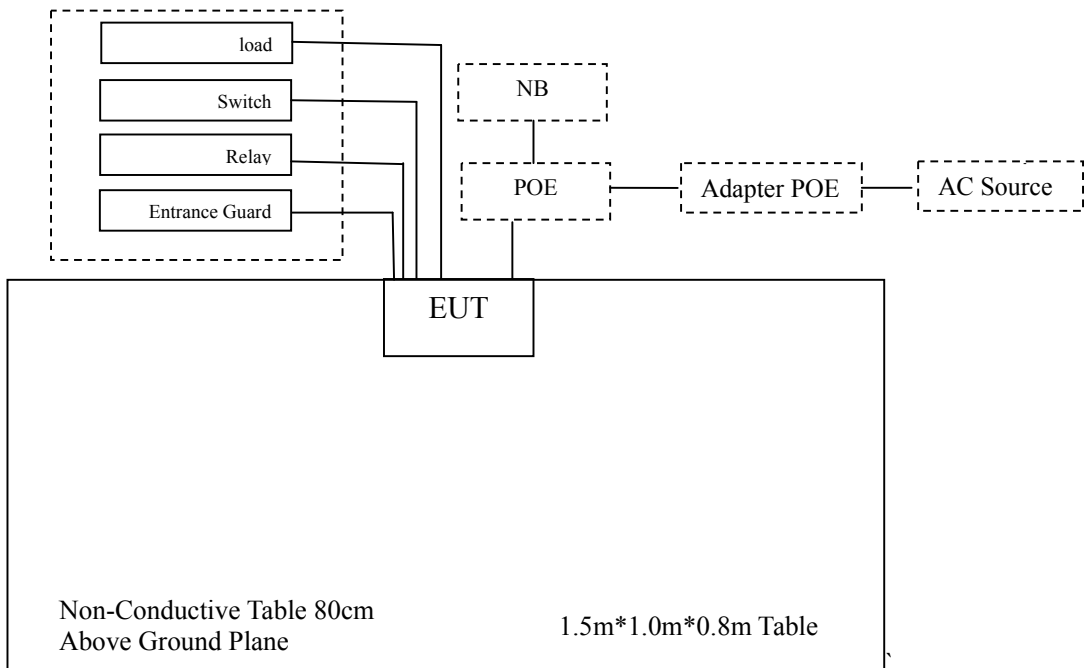 load
Switch
Relay
Entrance Guard
NB
POE
Adapter POE
AC Source
EUT
Non-Conductive Table 80cm
Above Ground Plane
1.5m*1.0m*0.8m Table
`